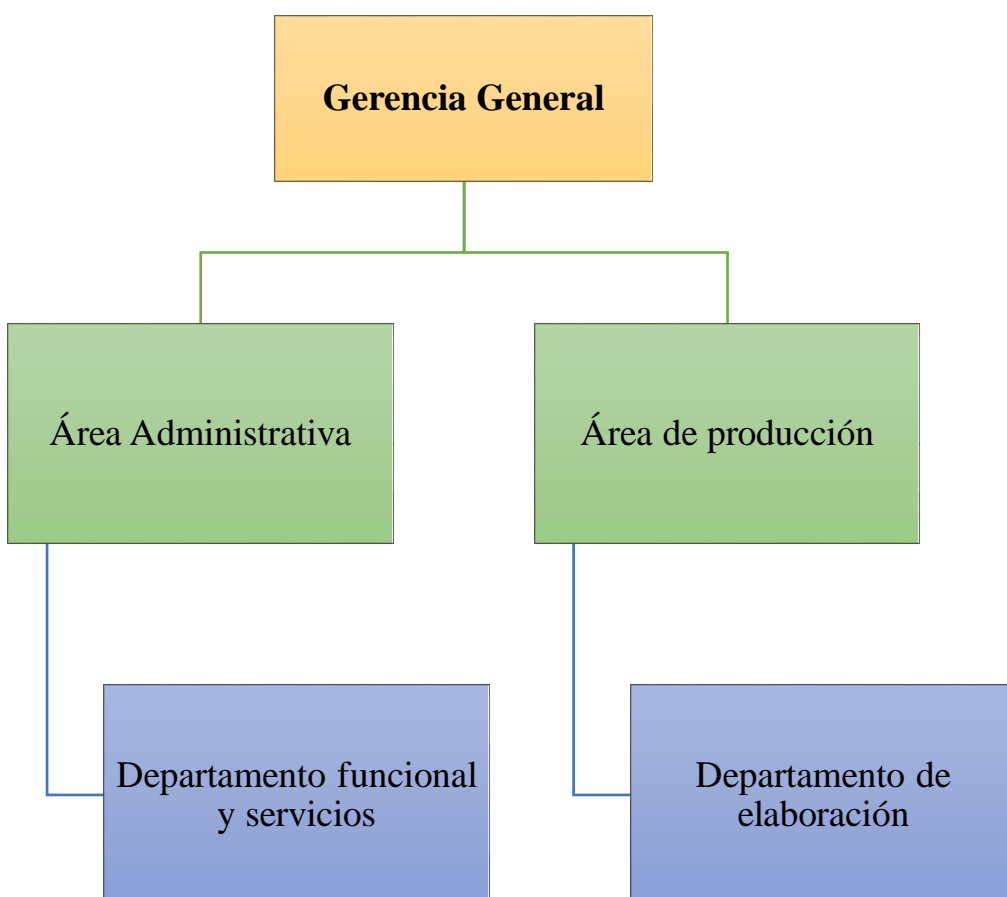 Gerencia General
Área Administrativa
Área de producción
Departamento funcional
y servicios
Departamento de
elaboración